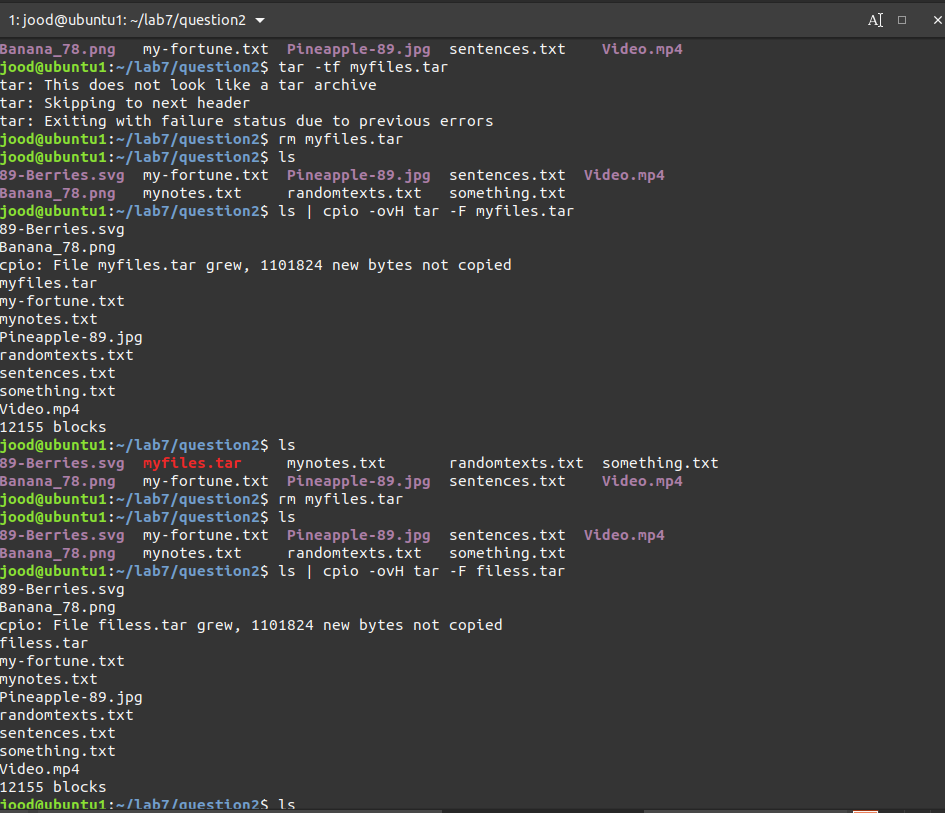 1: jood@ubuntu1: ~/lab7/question2
Banana_78.png   my-fortune.txt  Pineapple-89.jpg  sentences.txt    Video.mp4
jood@ubuntu1:~/lab7/question2$ tar -tf myfiles.tar
tar: This does not look like a tar archive
tar: Skipping to next header
tar: Exiting with failure status due to previous errors
jood@ubuntu1:~/lab7/question2$ rm myfiles.tar
jood@ubuntu1:~/lab7/question2$ ls
89-Berries.svg  my-fortune.txt  Pineapple-89.jpg  sentences.txt  Video.mp4
Banana_78.png   mynotes.txt     randomtexts.txt   something.txt
jood@ubuntu1:~/lab7/question2$ ls | cpio -ovH tar -F myfiles.tar
89-Berries.svg
Banana_78.png
cpio: File myfiles.tar grew, 1101824 new bytes not copied
myfiles.tar
my-fortune.txt
mynotes.txt
Pineapple-89.jpg
randomtexts.txt
sentences.txt
something.txt
Video.mp4
12155 blocks
jood@ubuntu1:~/lab7/question2$ ls
89-Berries.svg  myfiles.tar     mynotes.txt       randomtexts.txt  something.txt
Banana_78.png   my-fortune.txt  Pineapple-89.jpg  sentences.txt    Video.mp4
jood@ubuntu1:~/lab7/question2$ rm myfiles.tar
jood@ubuntu1:~/lab7/question2$ ls
89-Berries.svg  my-fortune.txt  Pineapple-89.jpg  sentences.txt  Video.mp4
Banana_78.png   mynotes.txt     randomtexts.txt   something.txt
jood@ubuntu1:~/lab7/question2$ ls | cpio -ovH tar -F filess.tar
89-Berries.svg
Banana_78.png
cpio: File filess.tar grew, 1101824 new bytes not copied
filess.tar
my-fortune.txt
mynotes.txt
Pineapple-89.jpg
randomtexts.txt
sentences.txt
something.txt
Video.mp4
12155 blocks
jood@ubuntu1:~/lab7/question2$ ls